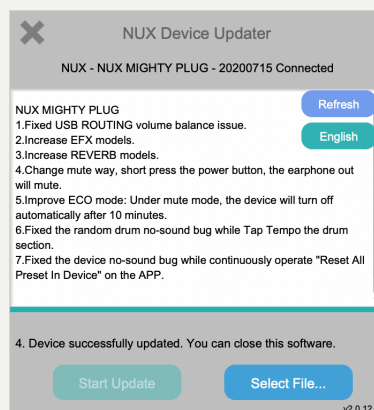 NUX Device Updater
NUX - NUX MIGHTY PLUG - 20200715 Connected
Refresh
English
NUX MIGHTY PLUG
1.Fixed USB ROUTING volume balance issue.
2.Increase EFX models.
3.Increase REVERB models.
4.Change mute way, short press the power button, the earphone out
will mute.
5.Improve ECO mode: Under mute mode, the device will turn off
automatically after 10 minutes.
6.Fixed the random drum no-sound bug while Tap Tempo the drum
section.
7.Fixed the device no-sound bug while continuously operate "Reset All
Preset In Device" on the APP.
4. Device successfully updated. You can close this software.
Start Update
Select File...
v2.0.12